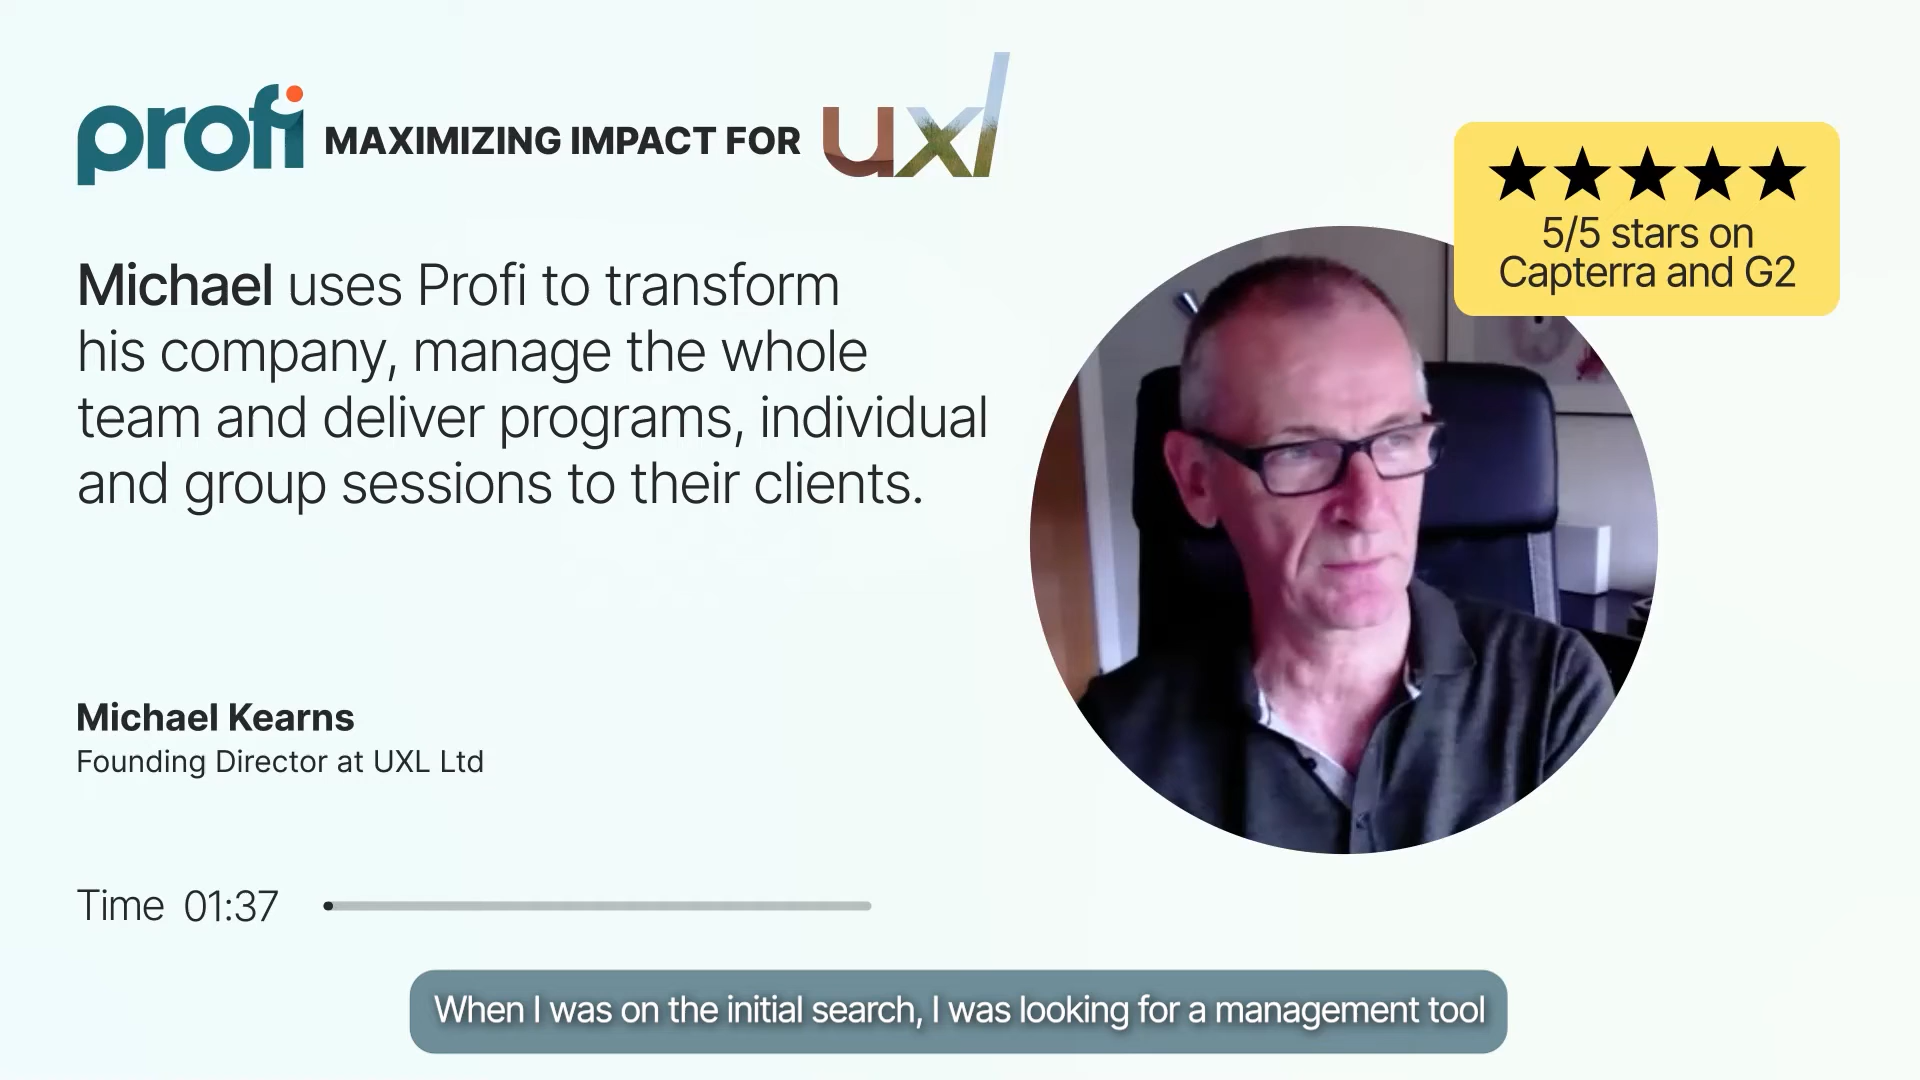 profi MAXIMIZING IMPACT FOR uxl
5/5 stars on
Capterra and G2
Michael uses Profi to transform
his company, manage the whole
team and deliver programs, individual
and group sessions to their clients.
Michael Kearns
Founding Director at UXL Ltd
Time 01:37
When I was on the initial search, I was looking for a management tool